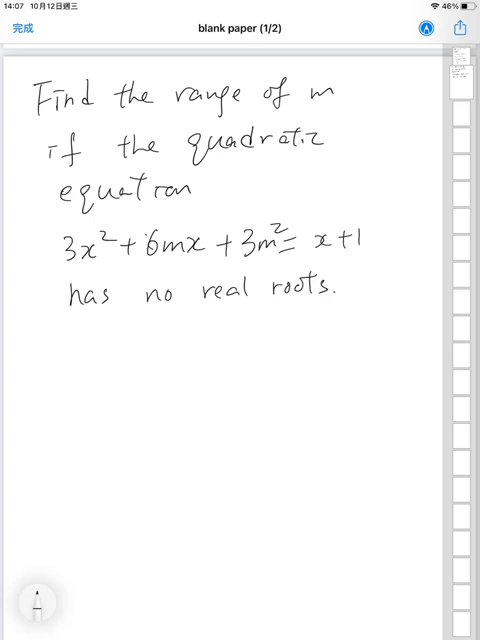 14:07 10月12日週三 46%
完成 blank paper (1/2)
Find the range of m
if the quadratic
equation
3x² + 6mx + 3m² = x + 1
has no real roots.